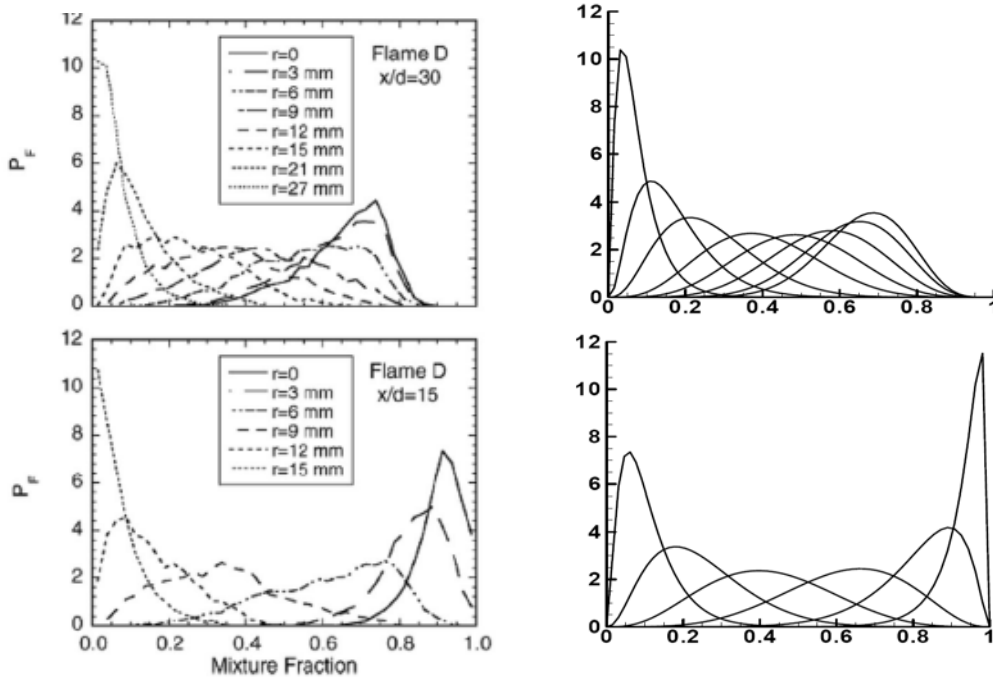 12
10
8
6
4
2
0
P_F
r=0
r=3 mm
r=6 mm
r=9 mm
r=12 mm
r=15 mm
r=21 mm
r=27 mm
Flame D
x/d=30
12
10
8
6
4
2
0
0.2 0.4 0.6 0.8 1
12
10
8
6
4
2
0
P_F
r=0
r=3 mm
r=6 mm
r=9 mm
r=12 mm
r=15 mm
Flame D
x/d=15
0.0 0.2 0.4 0.6 0.8 1.0
Mixture Fraction
12
10
8
6
4
2
0
0.2 0.4 0.6 0.8 1